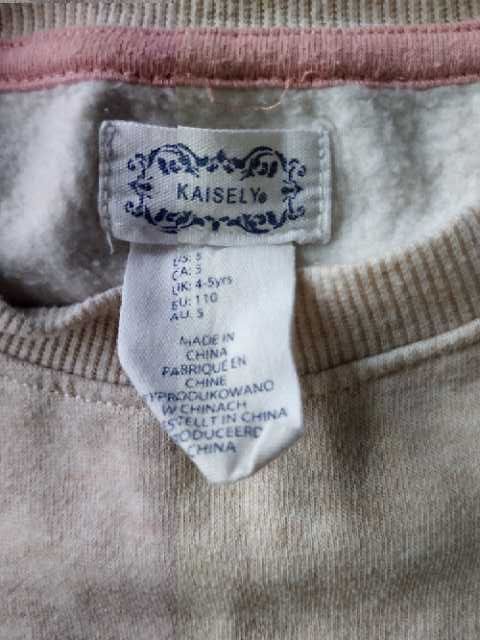 KAISELY®
US: 5
CA: 5
UK: 4-5yrs
EU: 110
AU: 5
MADE IN
CHINA
FABRIQUE EN
CHINE
WYPRODUKOWANO
W CHINACH
IN CHINA
CHINA